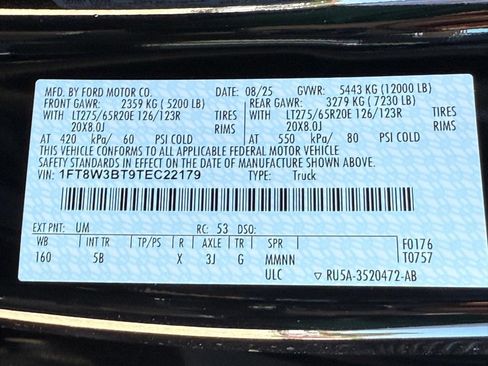 MFD. BY FORD MOTOR CO. DATE: 08/25 GVWR: 5443 KG (12000 LB)
FRONT GAWR: 2359 KG (5200 LB) REAR GAWR: 3279 KG (7230 LB)
WITH LT275/65R20E 126/123R TIRES WITH LT275/65R20E 126/123R TIRES
20X8.0J RIMS 20X8.0J RIMS
AT 420 kPa/ 60 PSI COLD AT 550 kPa/ 80 PSI COLD
THIS VEHICLE CONFORMS TO ALL APPLICABLE FEDERAL MOTOR VEHICLE
SAFETY STANDARDS IN EFFECT ON THE DATE OF MANUFACTURE SHOWN ABOVE.
VIN: 1FT8W3BT9TEC22179 TYPE: Truck
EXT PNT: UM RC: 53 DSO:
WB INT TR TP/PS R AXLE TR SPR F0176
160 5B X 3J G MMNN T0757
ULC ▼ RU5A-3520472-AB